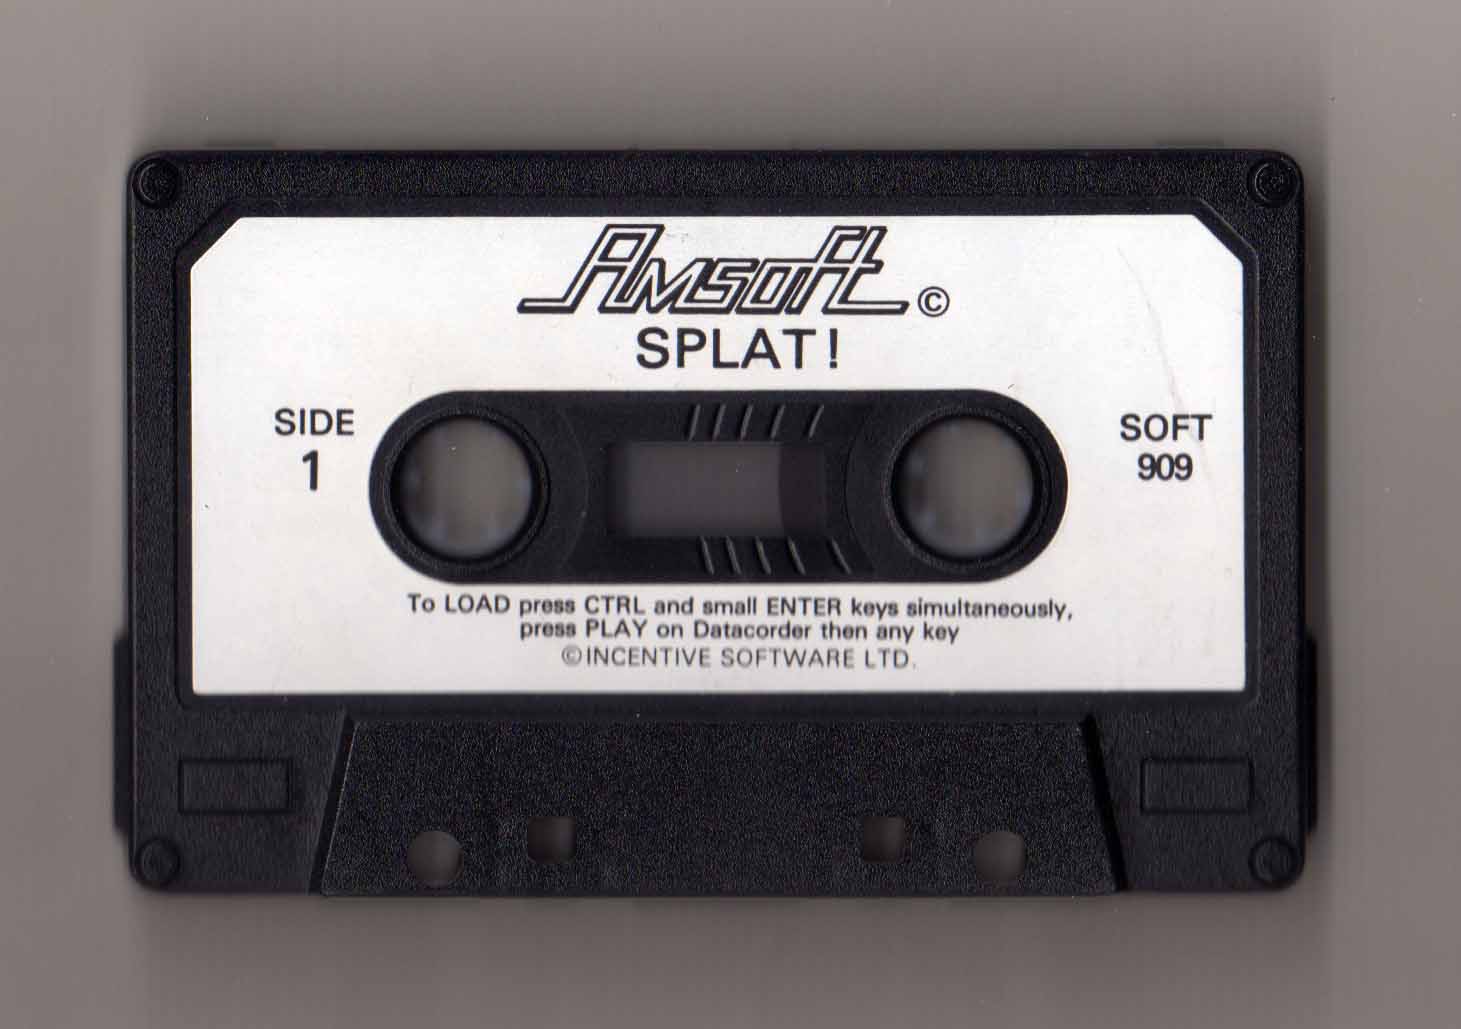 Amsoft ©
SPLAT!
SIDE
1
SOFT
909
To LOAD press CTRL and small ENTER keys simultaneously,
press PLAY on Datacorder then any key
©INCENTIVE SOFTWARE LTD.